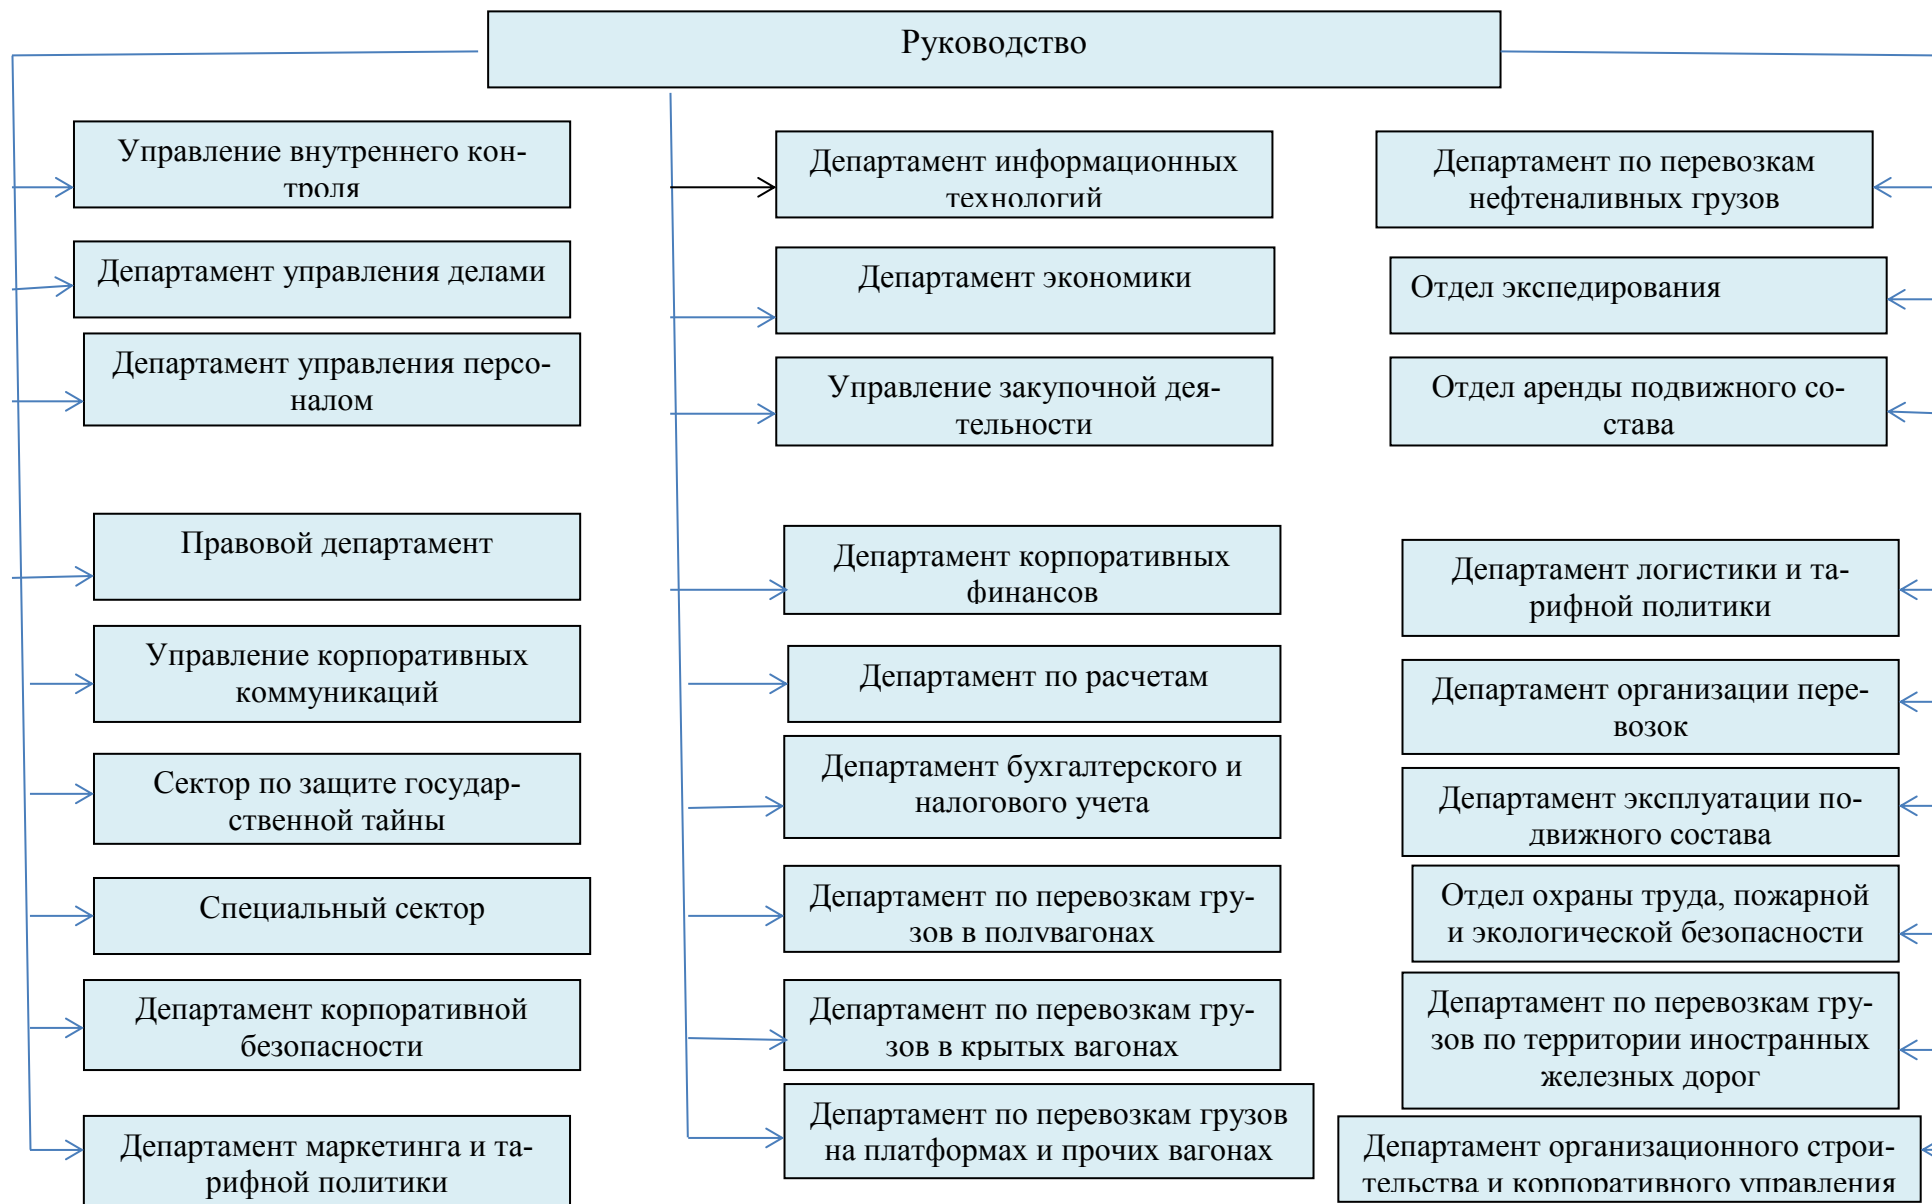 Руководство
Управление внутреннего кон-
троля
Департамент управления делами
Департамент управления персо-
налом
Правовой департамент
Управление корпоративных
коммуникаций
Сектор по защите государ-
ственной тайны
Специальный сектор
Департамент корпоративной
безопасности
Департамент маркетинга и та-
рифной политики
Департамент информационных
технологий
Департамент экономики
Управление закупочной дея-
тельности
Департамент корпоративных
финансов
Департамент по расчетам
Департамент бухгалтерского и
налогового учета
Департамент по перевозкам гру-
зов в полувагонах
Департамент по перевозкам гру-
зов в крытых вагонах
Департамент по перевозкам грузов
на платформах и прочих вагонах
Департамент по перевозкам
нефтеналивных грузов
Отдел экспедирования
Отдел аренды подвижного со-
става
Департамент логистики и та-
рифной политики
Департамент организации пере-
возок
Департамент эксплуатации по-
движного состава
Отдел охраны труда, пожарной
и экологической безопасности
Департамент по перевозкам гру-
зов по территории иностранных
железных дорог
Департамент организационного строи-
тельства и корпоративного управления